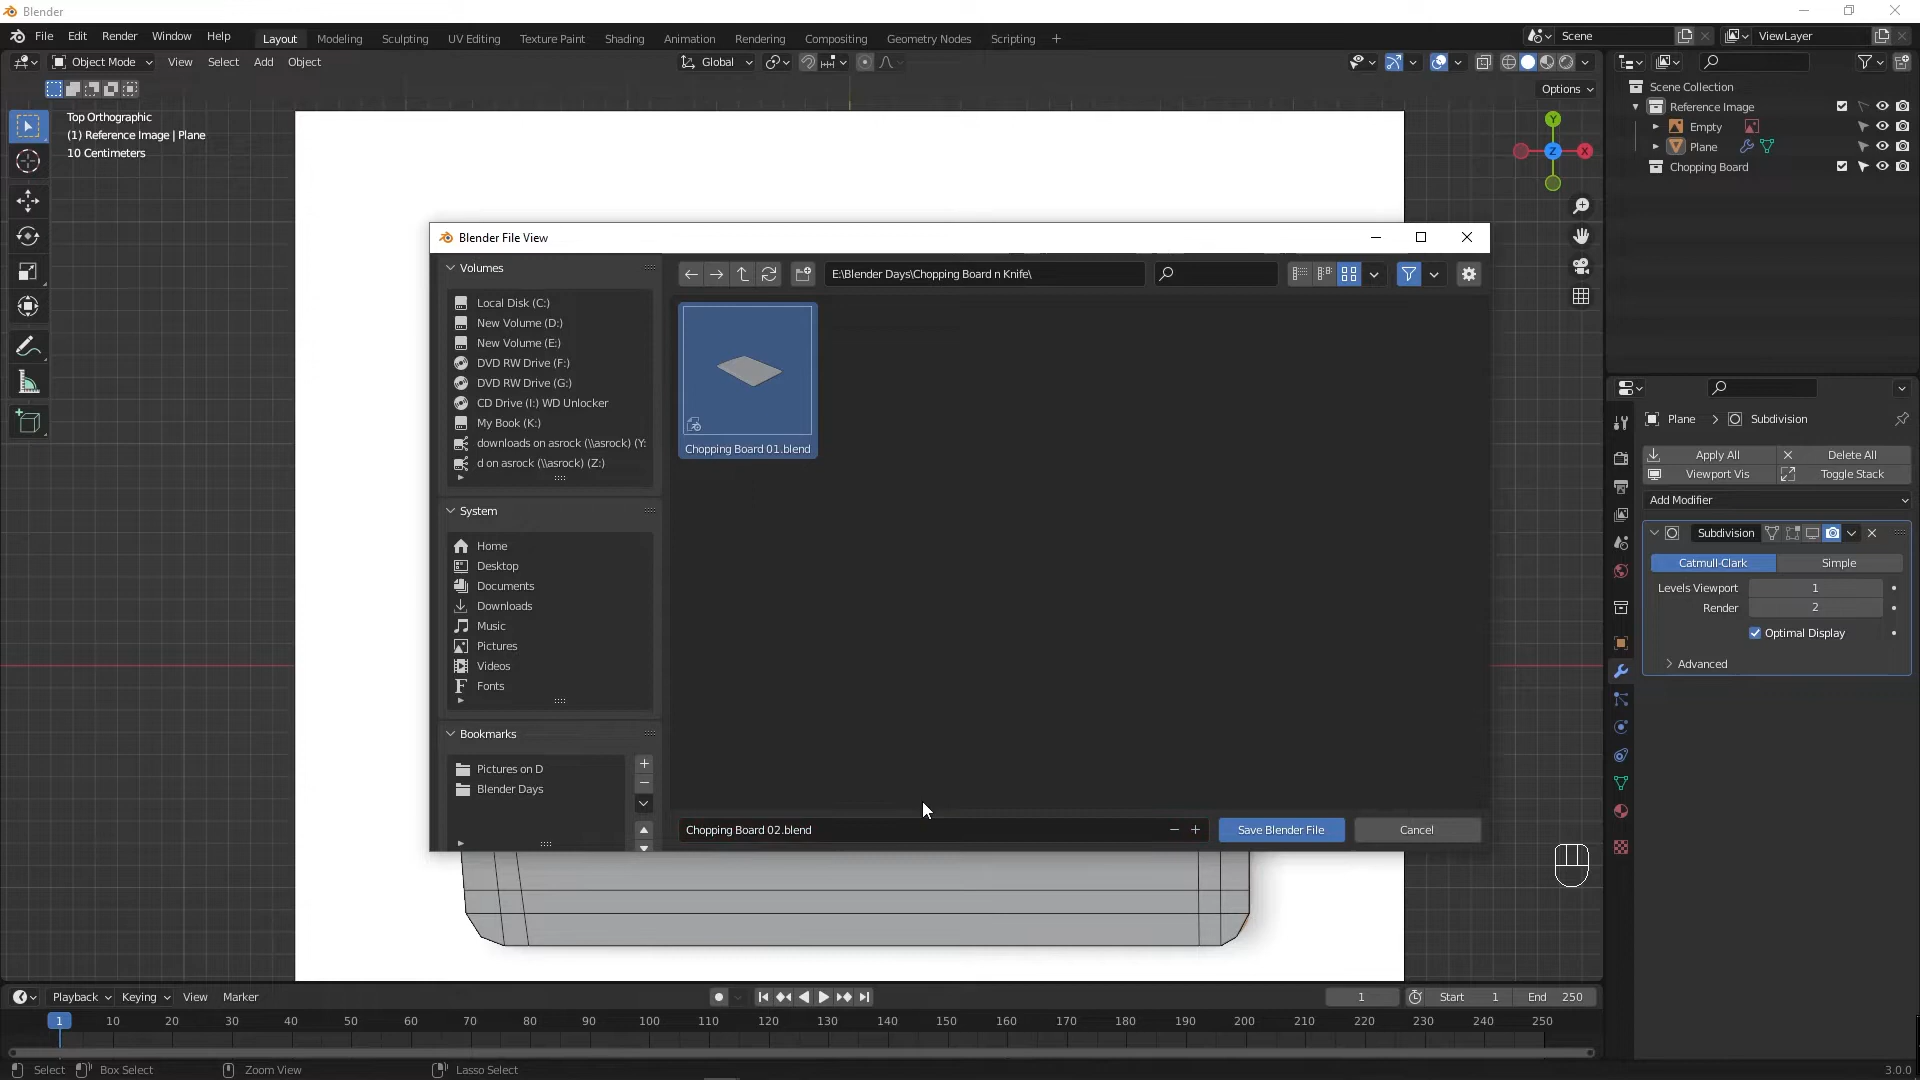 Blender
File Edit Render Window Help
Layout Modeling Sculpting UV Editing Texture Paint Shading Animation Rendering Compositing Geometry Nodes Scripting +
Scene
ViewLayer
Object Mode View Select Add Object
Global
Options
Top Orthographic
(1) Reference Image | Plane
10 Centimeters
Y
Z
X
Scene Collection
Reference Image
Empty
Plane
Chopping Board
Blender File View
Volumes
Local Disk (C:)
New Volume (D:)
New Volume (E:)
DVD RW Drive (F:)
DVD RW Drive (G:)
CD Drive (I:) WD Unlocker
My Book (K:)
downloads on asrock (\\asrock) (Y:
d on asrock (\\asrock) (Z:)
System
Home
Desktop
Documents
Downloads
Music
Pictures
Videos
Fonts
Bookmarks
Pictures on D
Blender Days
E:\Blender Days\Chopping Board n Knife\
Chopping Board 01.blend
Chopping Board 02.blend
Save Blender File
Cancel
Plane > Subdivision
Apply All Delete All
Viewport Vis Toggle Stack
Add Modifier
Subdivision
Catmull-Clark Simple
Levels Viewport 1
Render 2
Optimal Display
Advanced
Playback Keying View Marker
1 Start 1 End 250
1 10 20 30 40 50 60 70 80 90 100 110 120 130 140 150 160 170 180 190 200 210 220 230 240 250
Select Box Select Zoom View Lasso Select
3.0.0